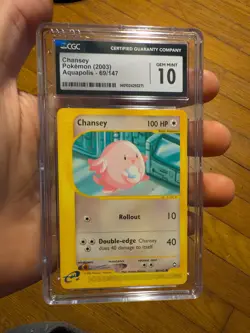 CGC
CERTIFIED GUARANTY COMPANY
Chansey
Pokémon (2003)
Aquapolis - 69/147
GEM MINT
10
Chansey 100 HP
Rollout 10
Double-edge Chansey
does 40 damage to itself. 40
e